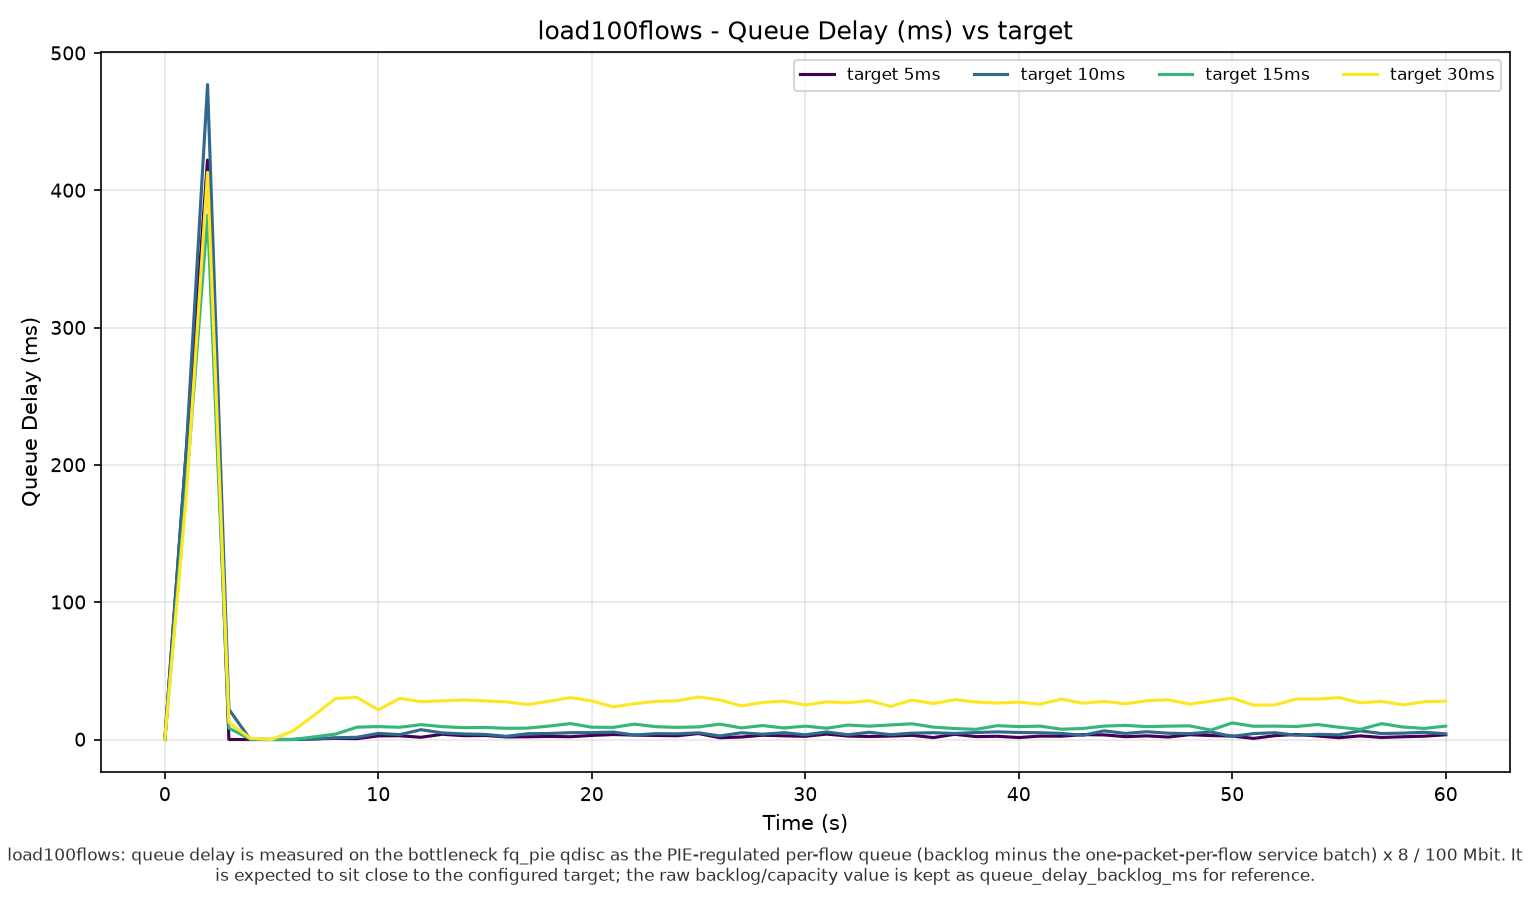 load100flows - Queue Delay (ms) vs target
target 5ms
target 10ms
target 15ms
target 30ms
500
400
300
200
100
0
Queue Delay (ms)
0
10
20
30
40
50
60
Time (s)
load100flows: queue delay is measured on the bottleneck fq_pie qdisc as the PIE-regulated per-flow queue (backlog minus the one-packet-per-flow service batch) x 8 / 100 Mbit. It
is expected to sit close to the configured target; the raw backlog/capacity value is kept as queue_delay_backlog_ms for reference.